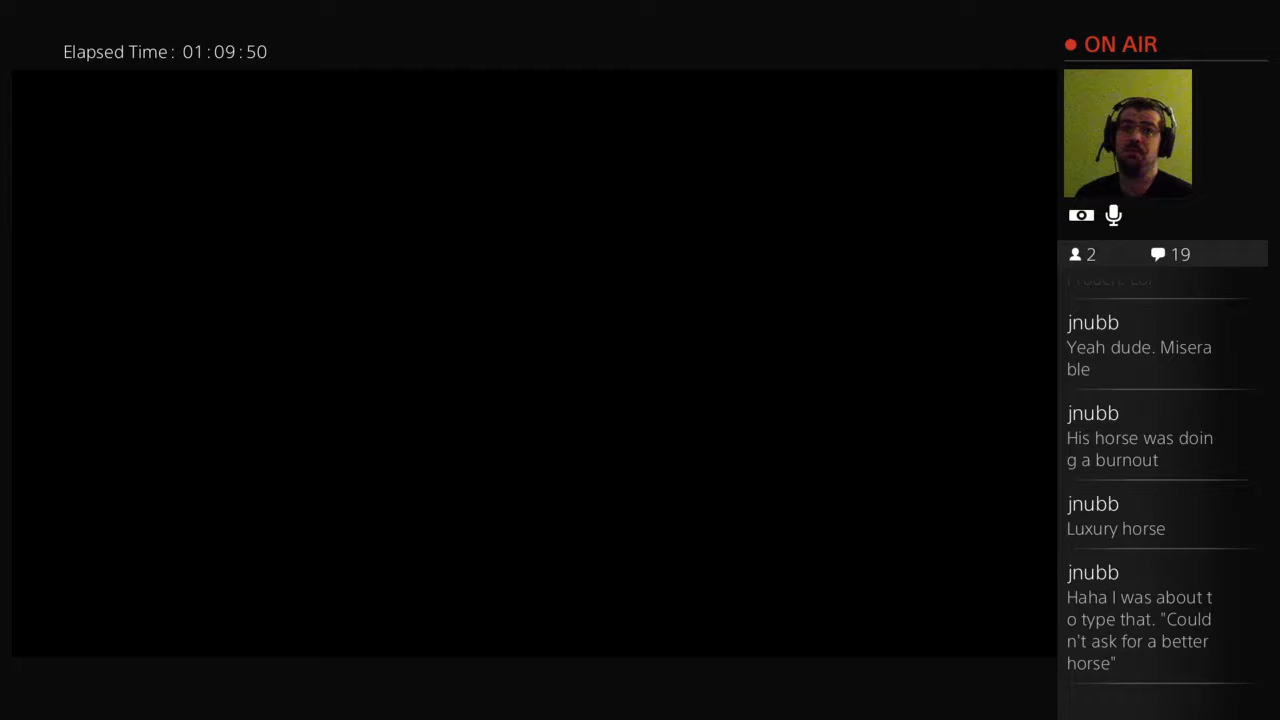 Elapsed Time: 01:09:50
ON AIR
2 19
jnubb
Yeah dude. Misera
ble
jnubb
His horse was doin
g a burnout
jnubb
Luxury horse
jnubb
Haha I was about t
o type that. "Could
n't ask for a better
horse"